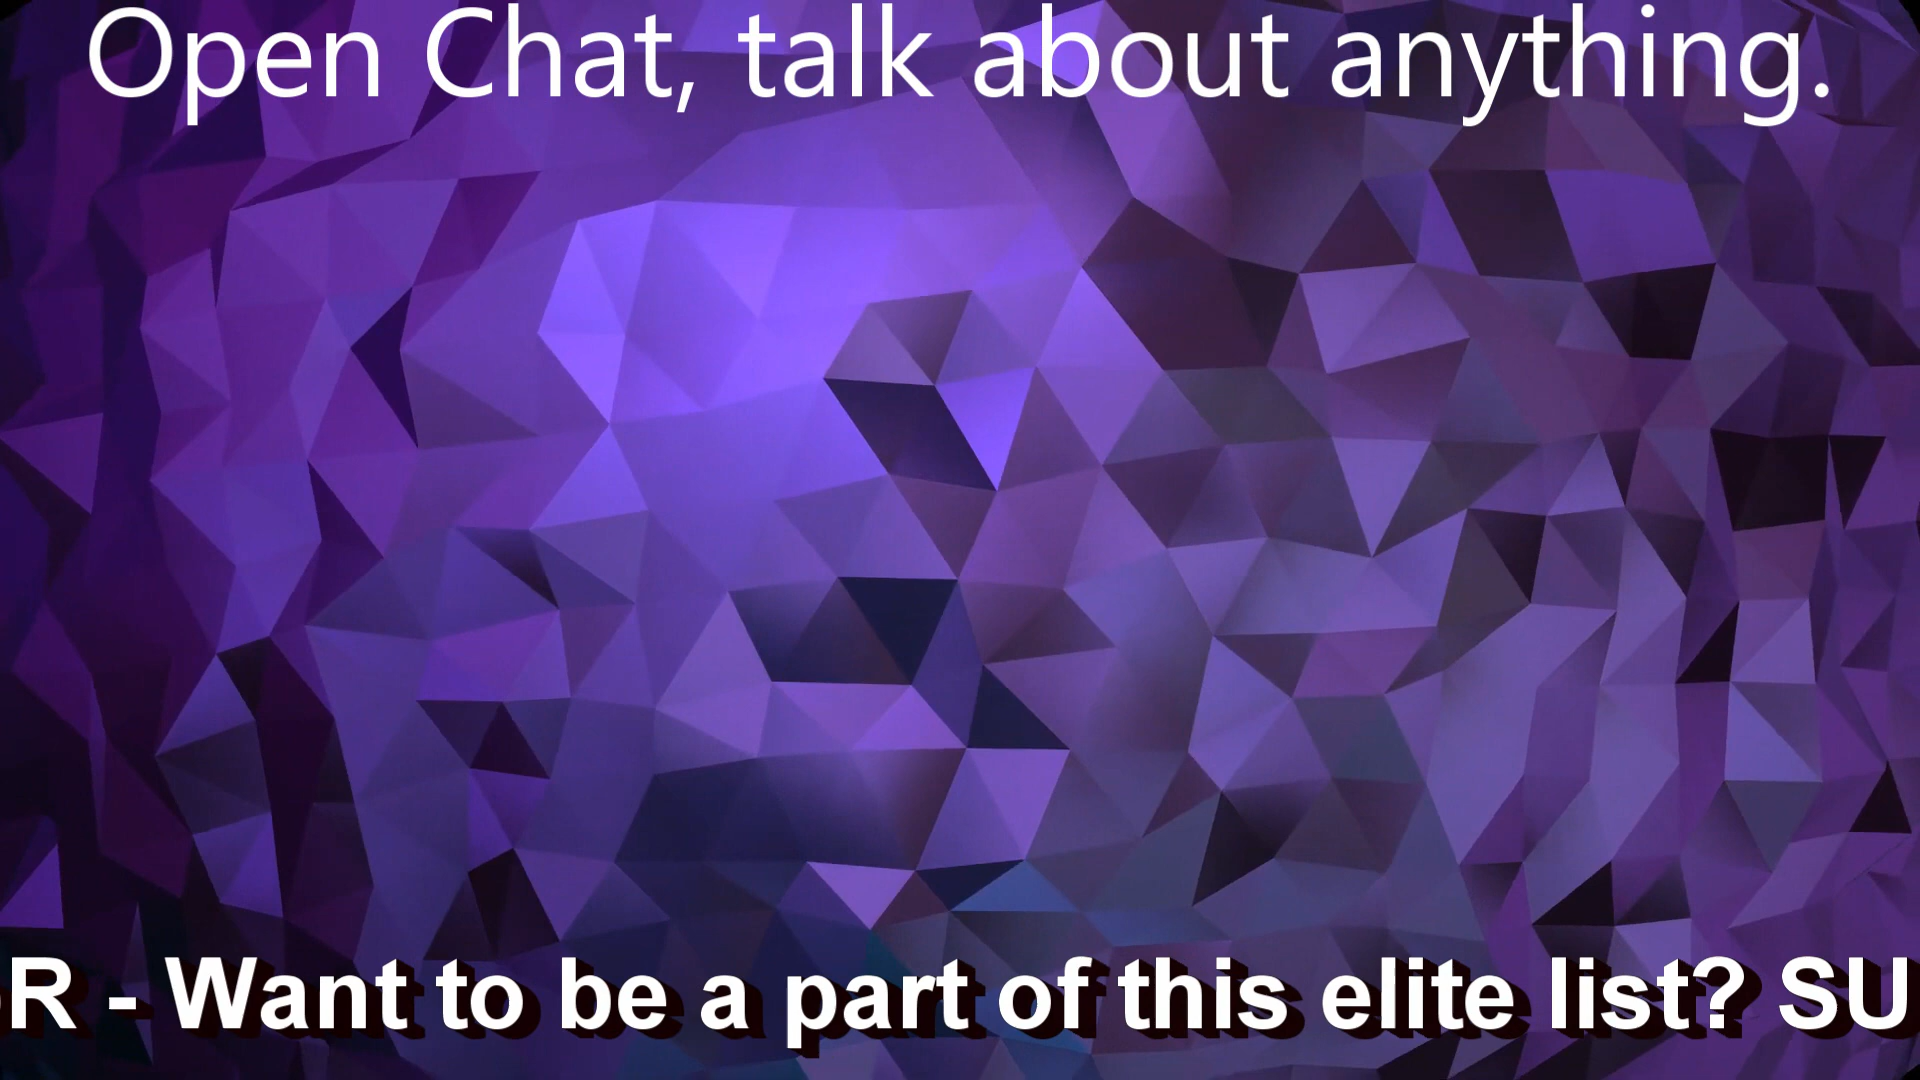 Open Chat, talk about anything.
R - Want to be a part of this elite list? SU